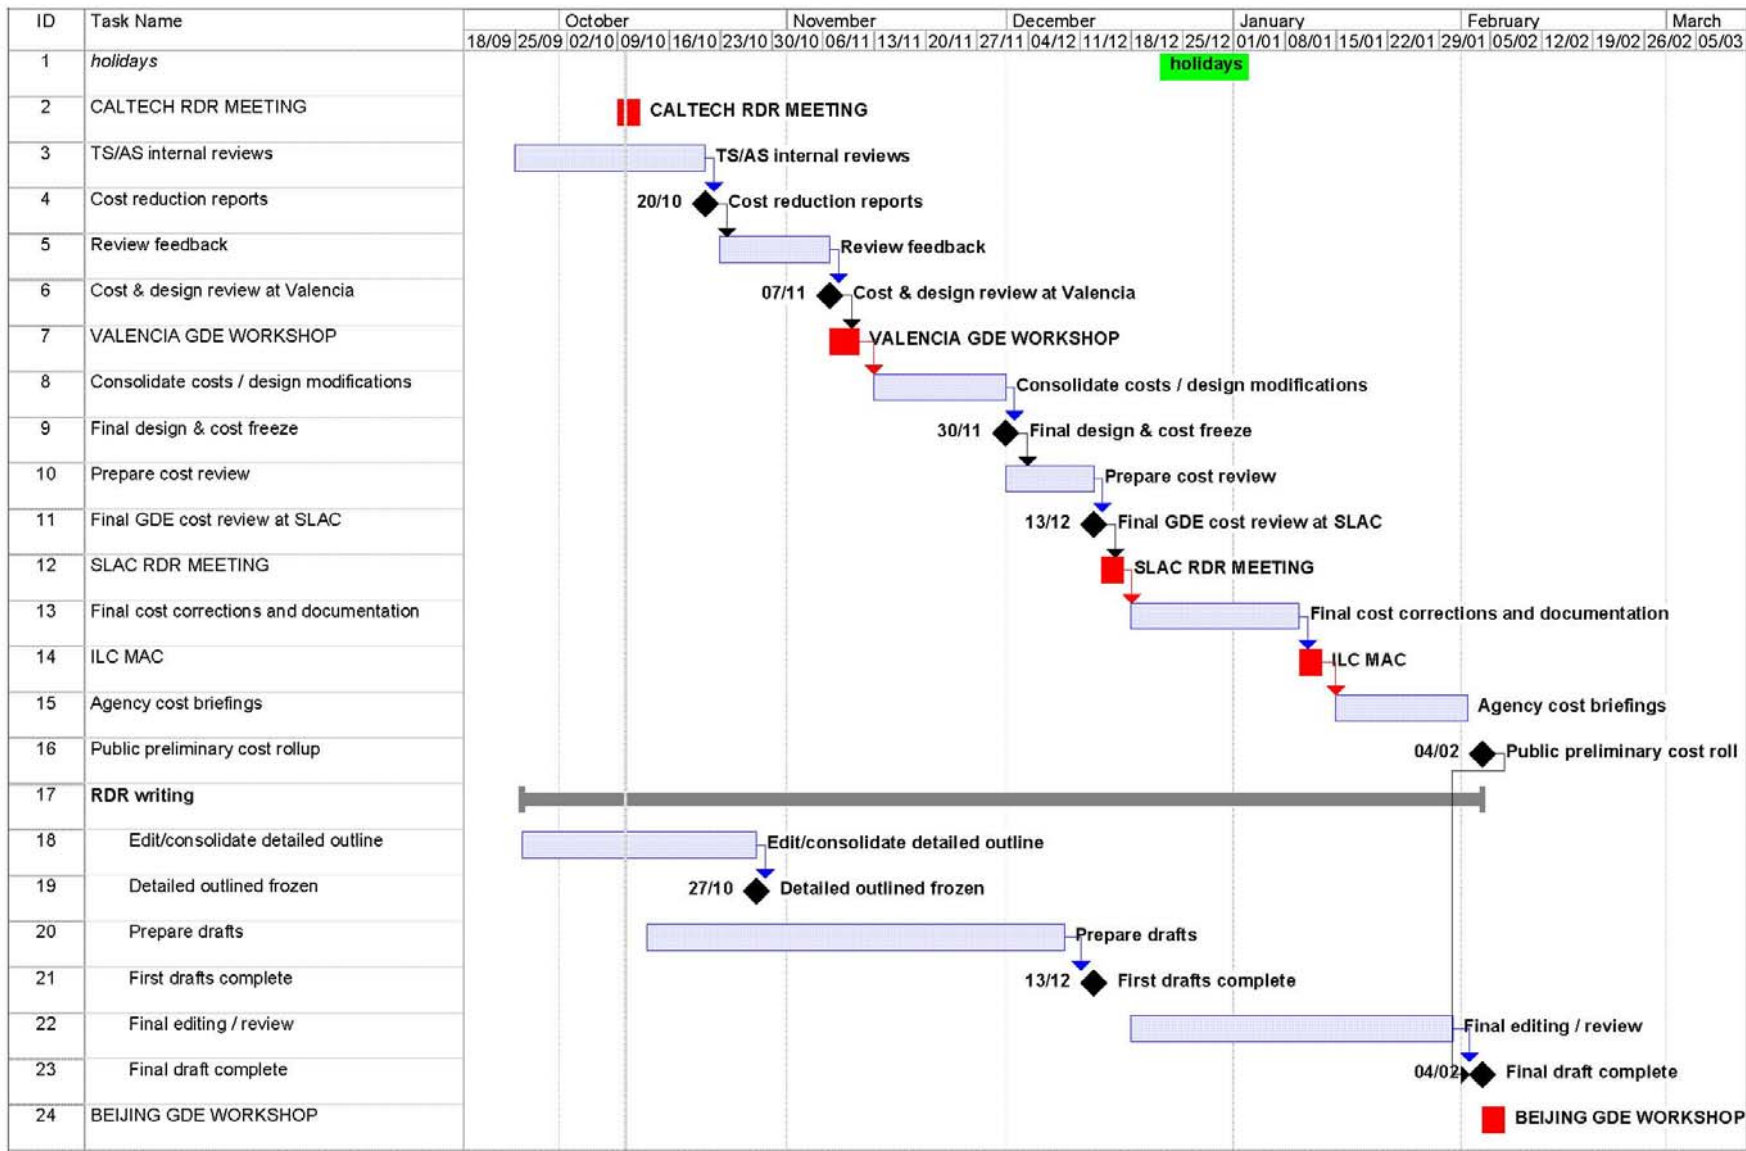 ID Task Name October November December January February March
18/09 25/09 02/10 09/10 16/10 23/10 30/10 06/11 13/11 20/11 27/11 04/12 11/12 18/12 25/12 01/01 08/01 15/01 22/01 29/01 05/02 12/02 19/02 26/02 05/03
1 holidays holidays
2 CALTECH RDR MEETING CALTECH RDR MEETING
3 TS/AS internal reviews TS/AS internal reviews
4 Cost reduction reports 20/10 Cost reduction reports
5 Review feedback Review feedback
6 Cost & design review at Valencia 07/11 Cost & design review at Valencia
7 VALENCIA GDE WORKSHOP VALENCIA GDE WORKSHOP
8 Consolidate costs / design modifications Consolidate costs / design modifications
9 Final design & cost freeze 30/11 Final design & cost freeze
10 Prepare cost review Prepare cost review
11 Final GDE cost review at SLAC 13/12 Final GDE cost review at SLAC
12 SLAC RDR MEETING SLAC RDR MEETING
13 Final cost corrections and documentation Final cost corrections and documentation
14 ILC MAC ILC MAC
15 Agency cost briefings Agency cost briefings
16 Public preliminary cost rollup 04/02 Public preliminary cost roll
17 RDR writing
18 Edit/consolidate detailed outline Edit/consolidate detailed outline
19 Detailed outlined frozen 27/10 Detailed outlined frozen
20 Prepare drafts Prepare drafts
21 First drafts complete 13/12 First drafts complete
22 Final editing / review Final editing / review
23 Final draft complete 04/02 Final draft complete
24 BEIJING GDE WORKSHOP BEIJING GDE WORKSHOP